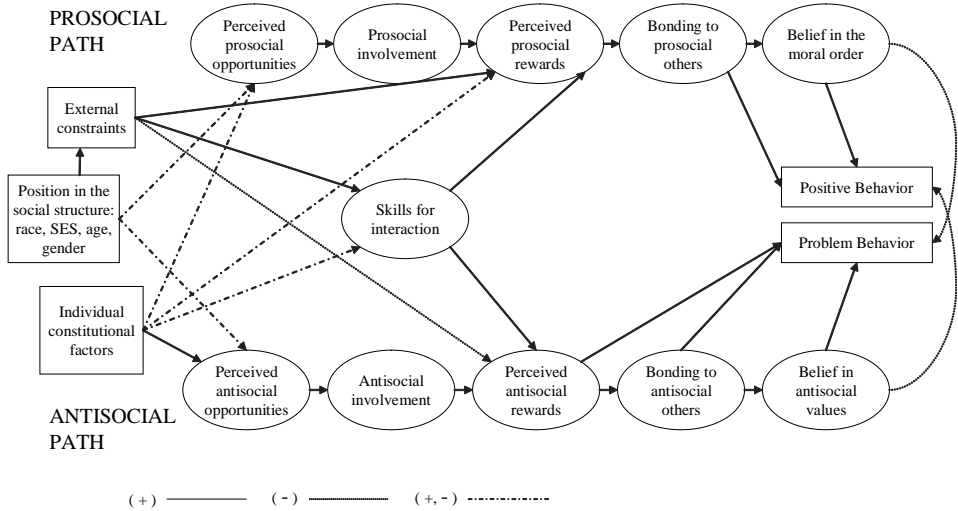 PROSOCIAL
PATH
Perceived
prosocial
opportunities
Prosocial
involvement
Perceived
prosocial
rewards
Bonding to
prosocial
others
Belief in the
moral order
External
constraints
Position in the
social structure:
race, SES, age,
gender
Skills for
interaction
Positive Behavior
Problem Behavior
Individual
constitutional
factors
Perceived
antisocial
opportunities
Antisocial
involvement
Perceived
antisocial
rewards
Bonding to
antisocial
others
Belief in
antisocial
values
ANTISOCIAL
PATH
(+) (-) (+,-)